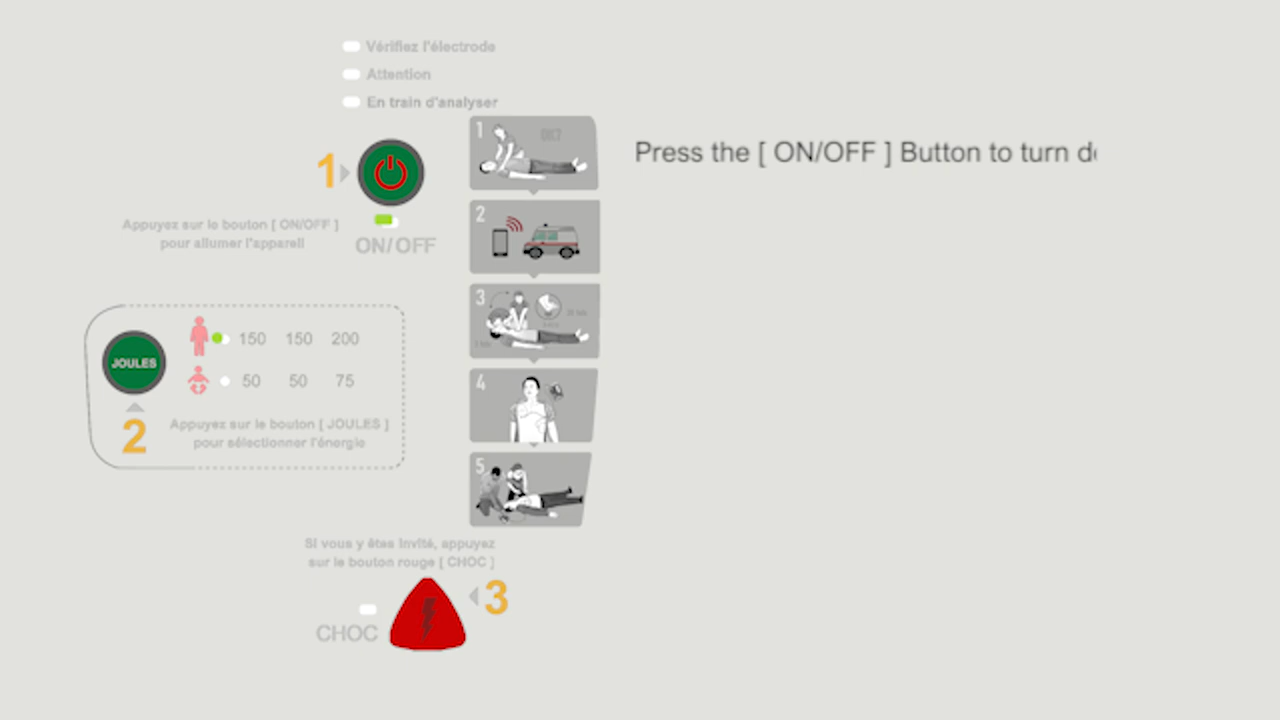 Vérifiez l'électrode
Attention
En train d'analyser
1
Appuyez sur le bouton [ ON/OFF ]
pour allumer l'appareil
ON/OFF
JOULES
150 150 200
50 50 75
2
Appuyez sur le bouton [ JOULES ]
pour sélectionner l'énergie
1
OK?
2
3
4
5
Si vous y êtes invité, appuyez
sur le bouton rouge [ CHOC ]
CHOC
3
Press the [ ON/OFF ] Button to turn